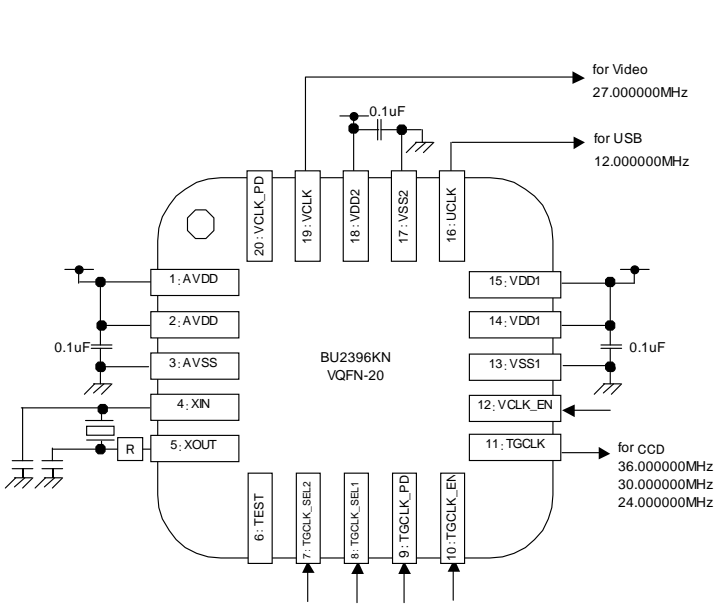 for Video
27.000000MHz
0.1uF
for USB
12.000000MHz
20:VCLK_PD
19:VCLK
18:VDD2
17:VSS2
16:UCLK
1:AVDD
2:AVDD
3:AVSS
4:XIN
5:XOUT
0.1uF
R
BU2396KN
VQFN-20
15:VDD1
14:VDD1
13:VSS1
12:VCLK_EN
11:TGCLK
0.1uF
for CCD
36.000000MHz
30.000000MHz
24.000000MHz
6:TEST
7:TGCLK_SEL2
8:TGCLK_SEL1
9:TGCLK_PD
10:TGCLK_EN